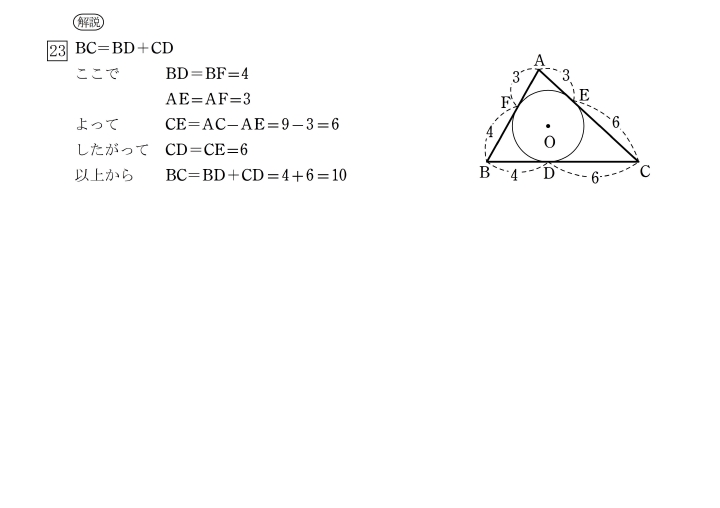 解説
23 BC=BD+CD
ここで BD=BF=4
AE=AF=3
よって CE=AC-AE=9-3=6
したがって CD=CE=6
以上から BC=BD+CD=4+6=10
A
3 3
F E
4 6
O
B 4 D 6 C